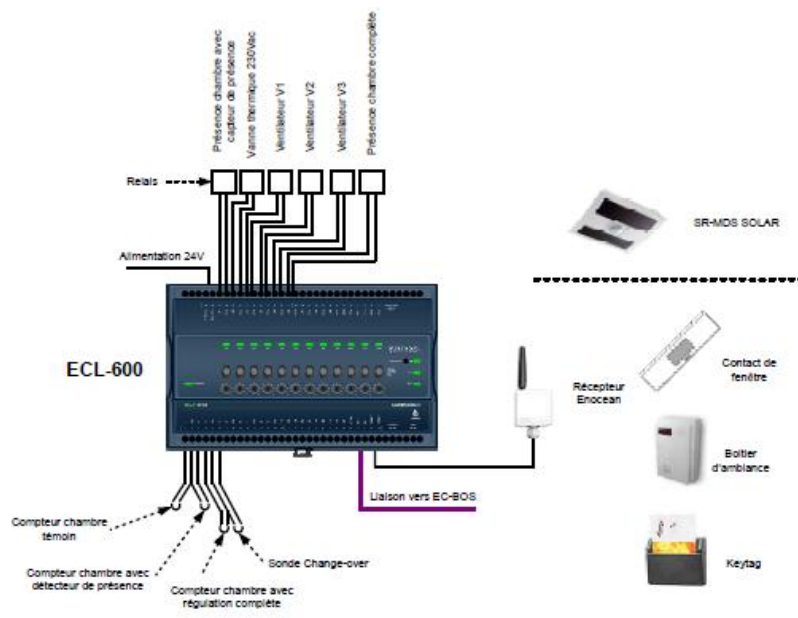 Présence chambre avec
capteur de présence
Vanne thermique 230Vac
Ventilateur V1
Ventilateur V2
Ventilateur V3
Présence chambre complète
Relais
SR-MDS SOLAR
Alimentation 24V
ECL-600
Récepteur
Enocean
Contact de
fenêtre
Boitier
d'ambiance
Liaison vers EC-BOS
Compteur chambre
témoin
Compteur chambre avec
détecteur de présence
Compteur chambre avec
régulation complète
Sonde Change-over
Keytag